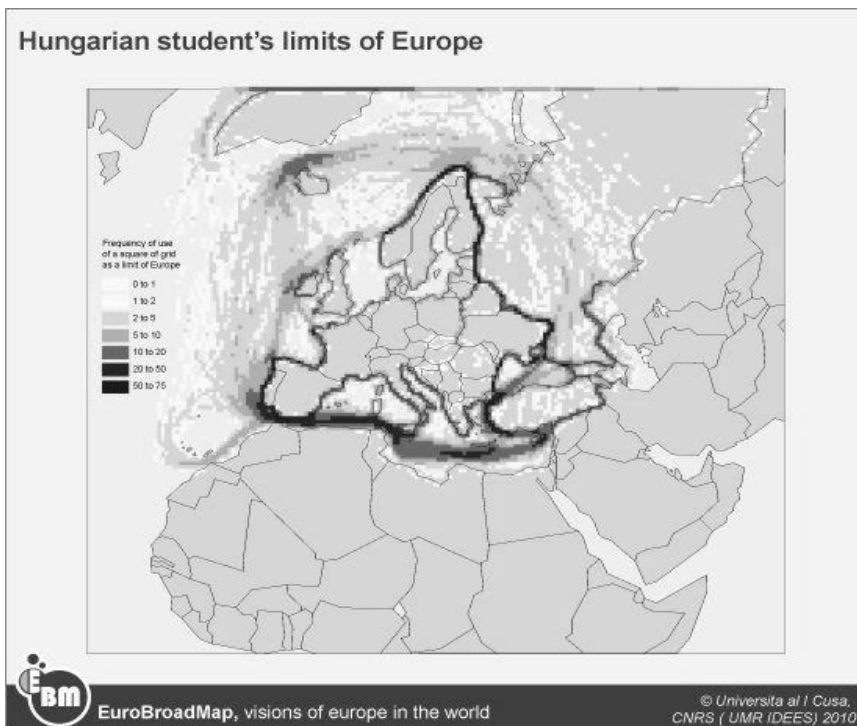 Hungarian student's limits of Europe
Frequency of use
of a square of grid
as a limit of Europe
0 to 1
1 to 2
2 to 5
5 to 10
10 to 20
20 to 50
50 to 75
EBM
EuroBroadMap, visions of europe in the world
© Universita al I Cusa,
CNRS ( UMR IDEES) 2010